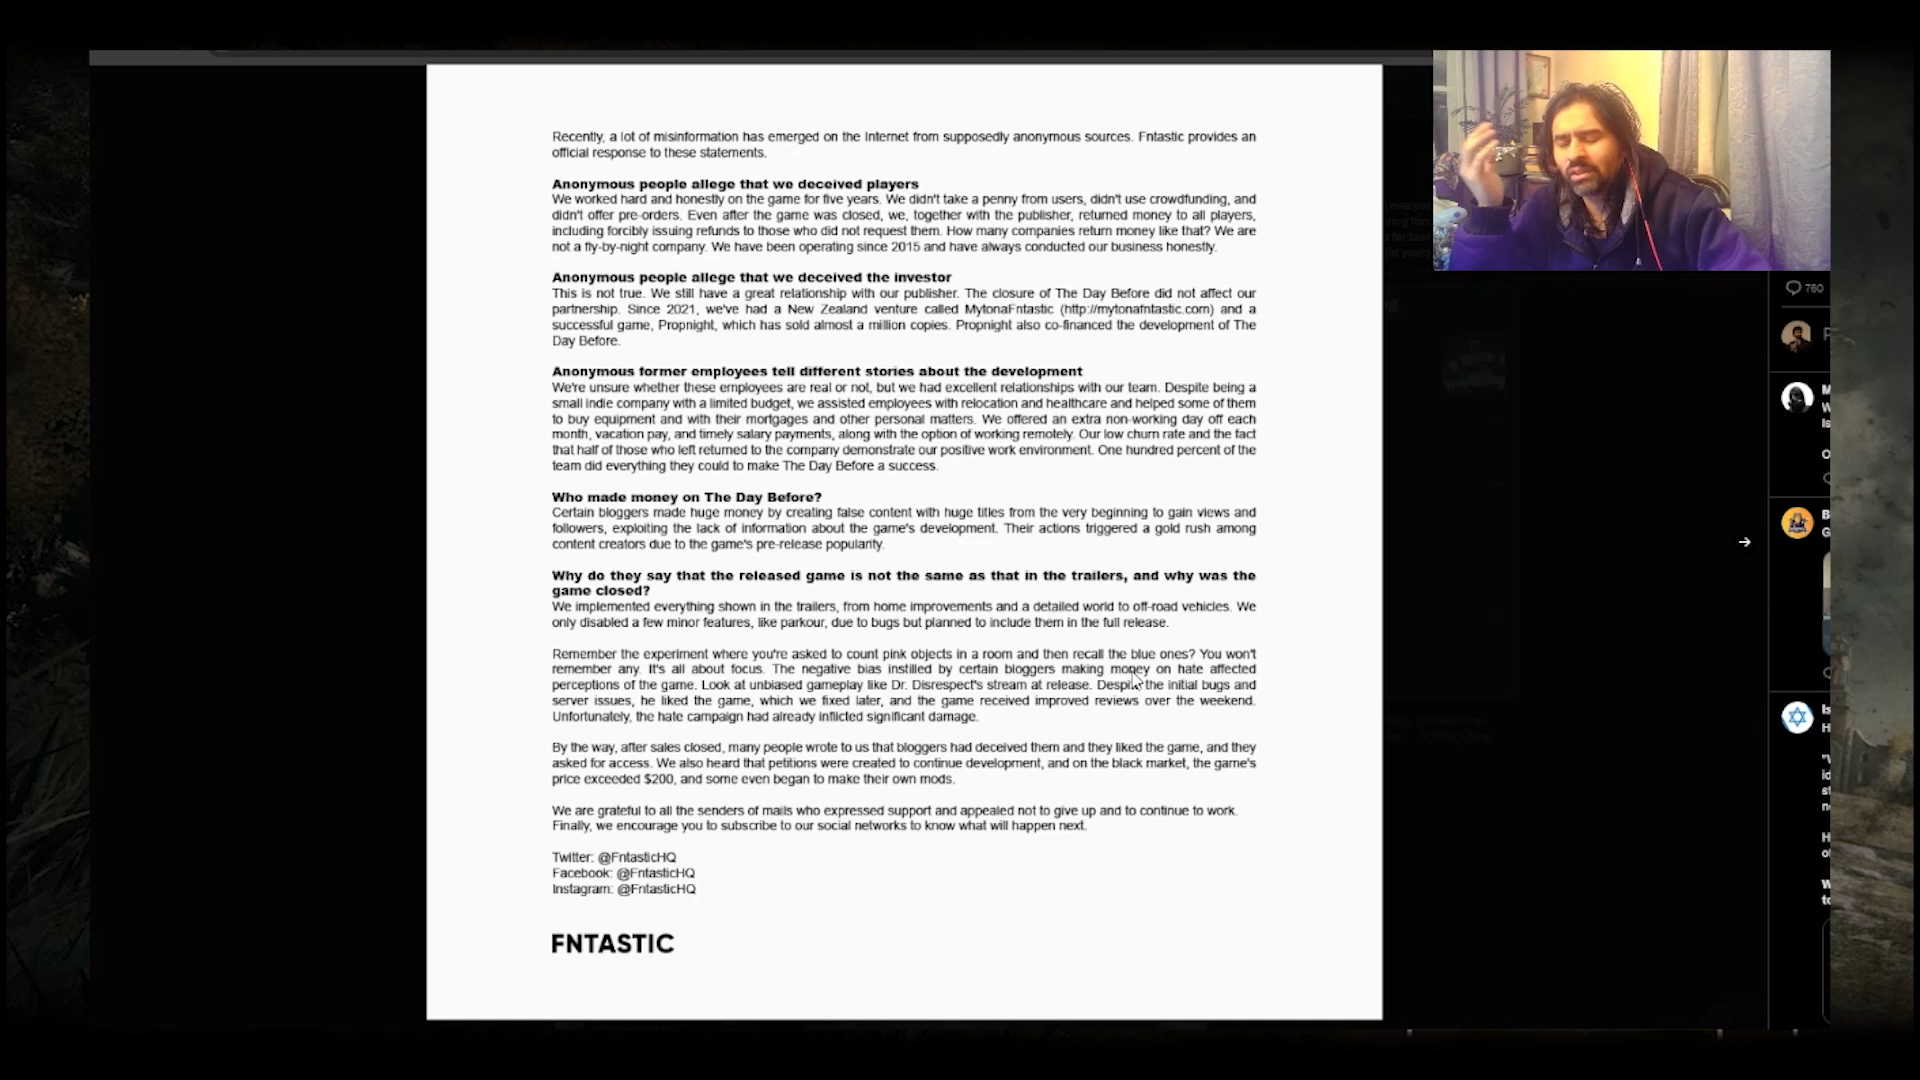 Recently, a lot of misinformation has emerged on the Internet from supposedly anonymous sources. Fntastic provides an
official response to these statements.
Anonymous people allege that we deceived players
We worked hard and honestly on the game for five years. We didn't take a penny from users, didn't use crowdfunding, and
didn't offer pre-orders. Even after the game was closed, we, together with the publisher, returned money to all players,
including forcibly issuing refunds to those who did not request them. How many companies return money like that? We are
not a fly-by-night company. We have been operating since 2015 and have always conducted our business honestly.
Anonymous people allege that we deceived the investor
This is not true. We still have a great relationship with our publisher. The closure of The Day Before did not affect our
partnership. Since 2021, we've had a New Zealand venture called MytonaFntastic (http://mytonafntastic.com) and a
successful game, Propnight, which has sold almost a million copies. Propnight also co-financed the development of The
Day Before.
Anonymous former employees tell different stories about the development
We're unsure whether these employees are real or not, but we had excellent relationships with our team. Despite being a
small indie company with a limited budget, we assisted employees with relocation and healthcare and helped some of them
to buy equipment and with their mortgages and other personal matters. We offered an extra non-working day off each
month, vacation pay, and timely salary payments, along with the option of working remotely. Our low churn rate and the fact
that half of those who left returned to the company demonstrate our positive work environment. One hundred percent of the
team did everything they could to make The Day Before a success.
Who made money on The Day Before?
Certain bloggers made huge money by creating false content with huge titles from the very beginning to gain views and
followers, exploiting the lack of information about the game's development. Their actions triggered a gold rush among
content creators due to the game's pre-release popularity.
Why do they say that the released game is not the same as that in the trailers, and why was the
game closed?
We implemented everything shown in the trailers, from home improvements and a detailed world to off-road vehicles. We
only disabled a few minor features, like parkour, due to bugs but planned to include them in the full release.
Remember the experiment where you're asked to count pink objects in a room and then recall the blue ones? You won't
remember any. It's all about focus. The negative bias instilled by certain bloggers making money on hate affected
perceptions of the game. Look at unbiased gameplay like Dr. Disrespect's stream at release. Despite the initial bugs and
server issues, he liked the game, which we fixed later, and the game received improved reviews over the weekend.
Unfortunately, the hate campaign had already inflicted significant damage.
By the way, after sales closed, many people wrote to us that bloggers had deceived them and they liked the game, and they
asked for access. We also heard that petitions were created to continue development, and on the black market, the game's
price exceeded $200, and some even began to make their own mods.
We are grateful to all the senders of mails who expressed support and appealed not to give up and to continue to work.
Finally, we encourage you to subscribe to our social networks to know what will happen next.
Twitter: @FntasticHQ
Facebook: @FntasticHQ
Instagram: @FntasticHQ
FNTASTIC
760